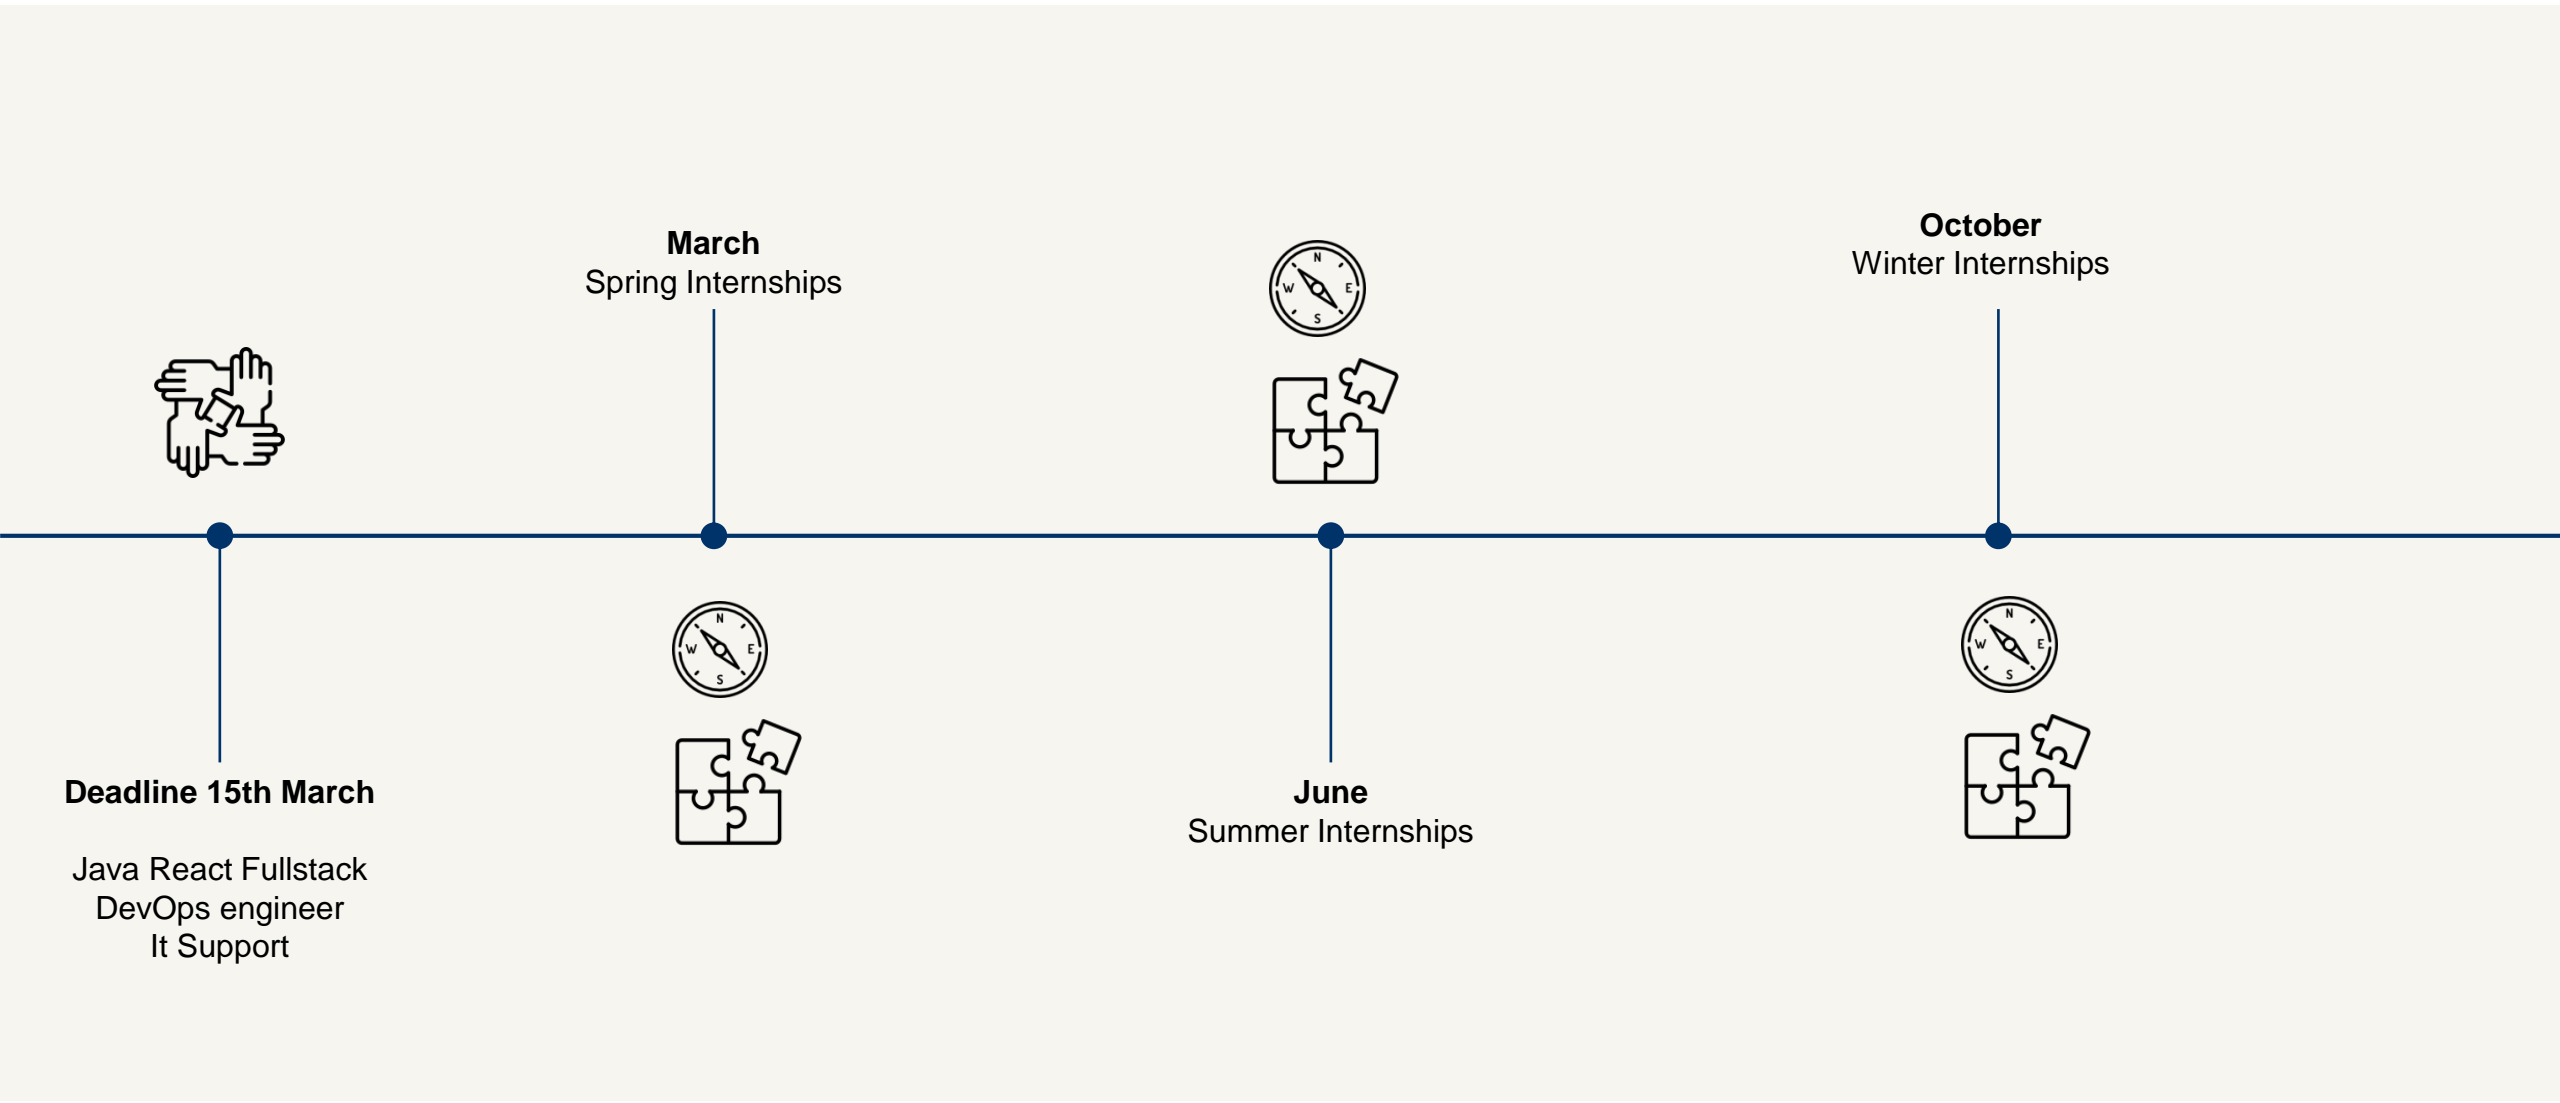 Deadline 15th March
Java React Fullstack
DevOps engineer
It Support
March
Spring Internships
N
W E
S
June
Summer Internships
N
W E
S
October
Winter Internships
N
W E
S